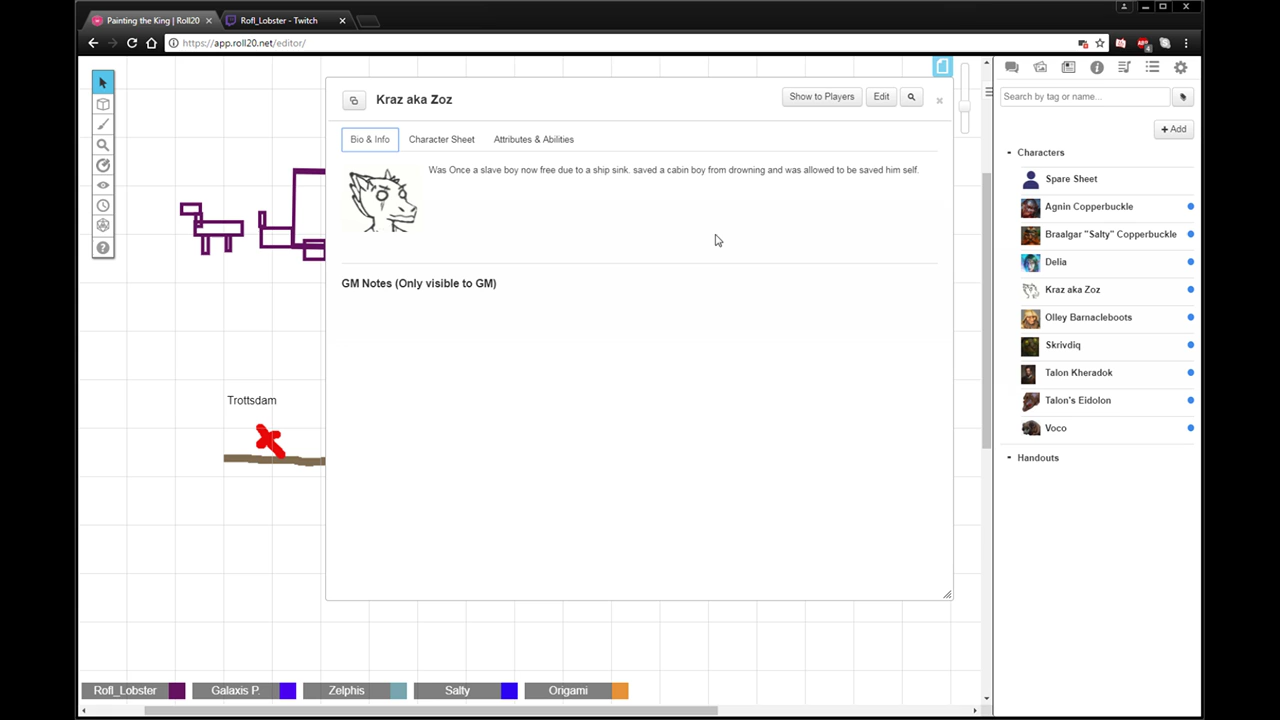 Painting the King | Roll20
Rofl_Lobster - Twitch
https://app.roll20.net/editor/
Kraz aka Zoz
Show to Players
Edit
Bio & Info
Character Sheet
Attributes & Abilities
Was Once a slave boy now free due to a ship sink. saved a cabin boy from drowning and was allowed to be saved him self.
GM Notes (Only visible to GM)
Trottsdam
Search by tag or name...
+ Add
Characters
Spare Sheet
Agnin Copperbuckle
Braalgar "Salty" Copperbuckle
Delia
Kraz aka Zoz
Olley Barnacleboots
Skrivdiq
Talon Kheradok
Talon's Eidolon
Voco
Handouts
Rofl_Lobster
Galaxis P.
Zelphis
Salty
Origami